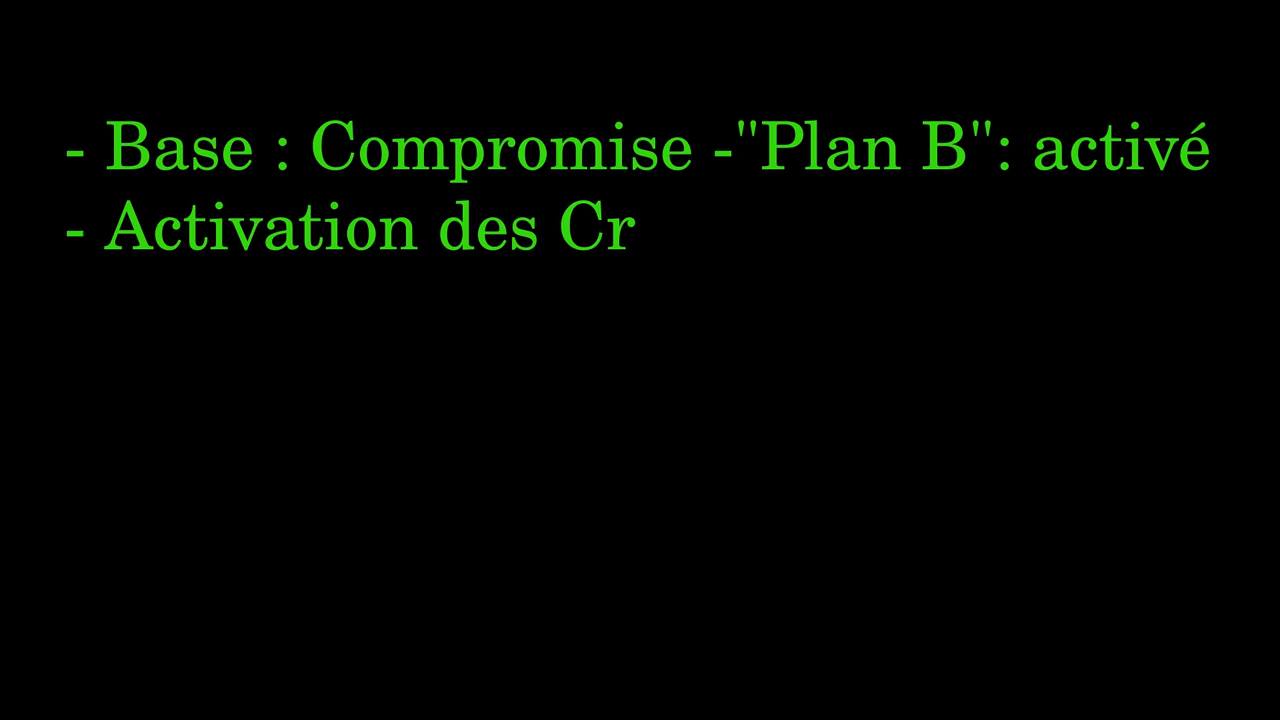 - Base : Compromise -"Plan B": activé
- Activation des Cr